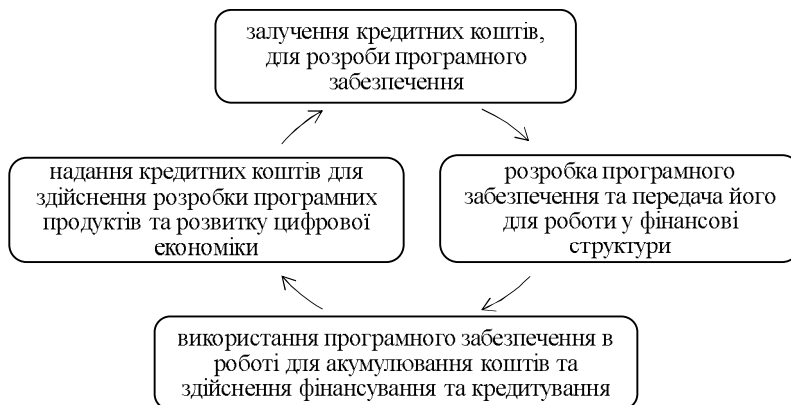 залучення кредитних коштів,
для розроби програмного
забезпечення
надання кредитних коштів для
здійснення розробки програмних
продуктів та розвитку цифрової
економіки
розробка програмного
забезпечення та передача його
для роботи у фінансові
структури
використання програмного забезпечення в
роботі для акумулювання коштів та
здійснення фінансування та кредитування